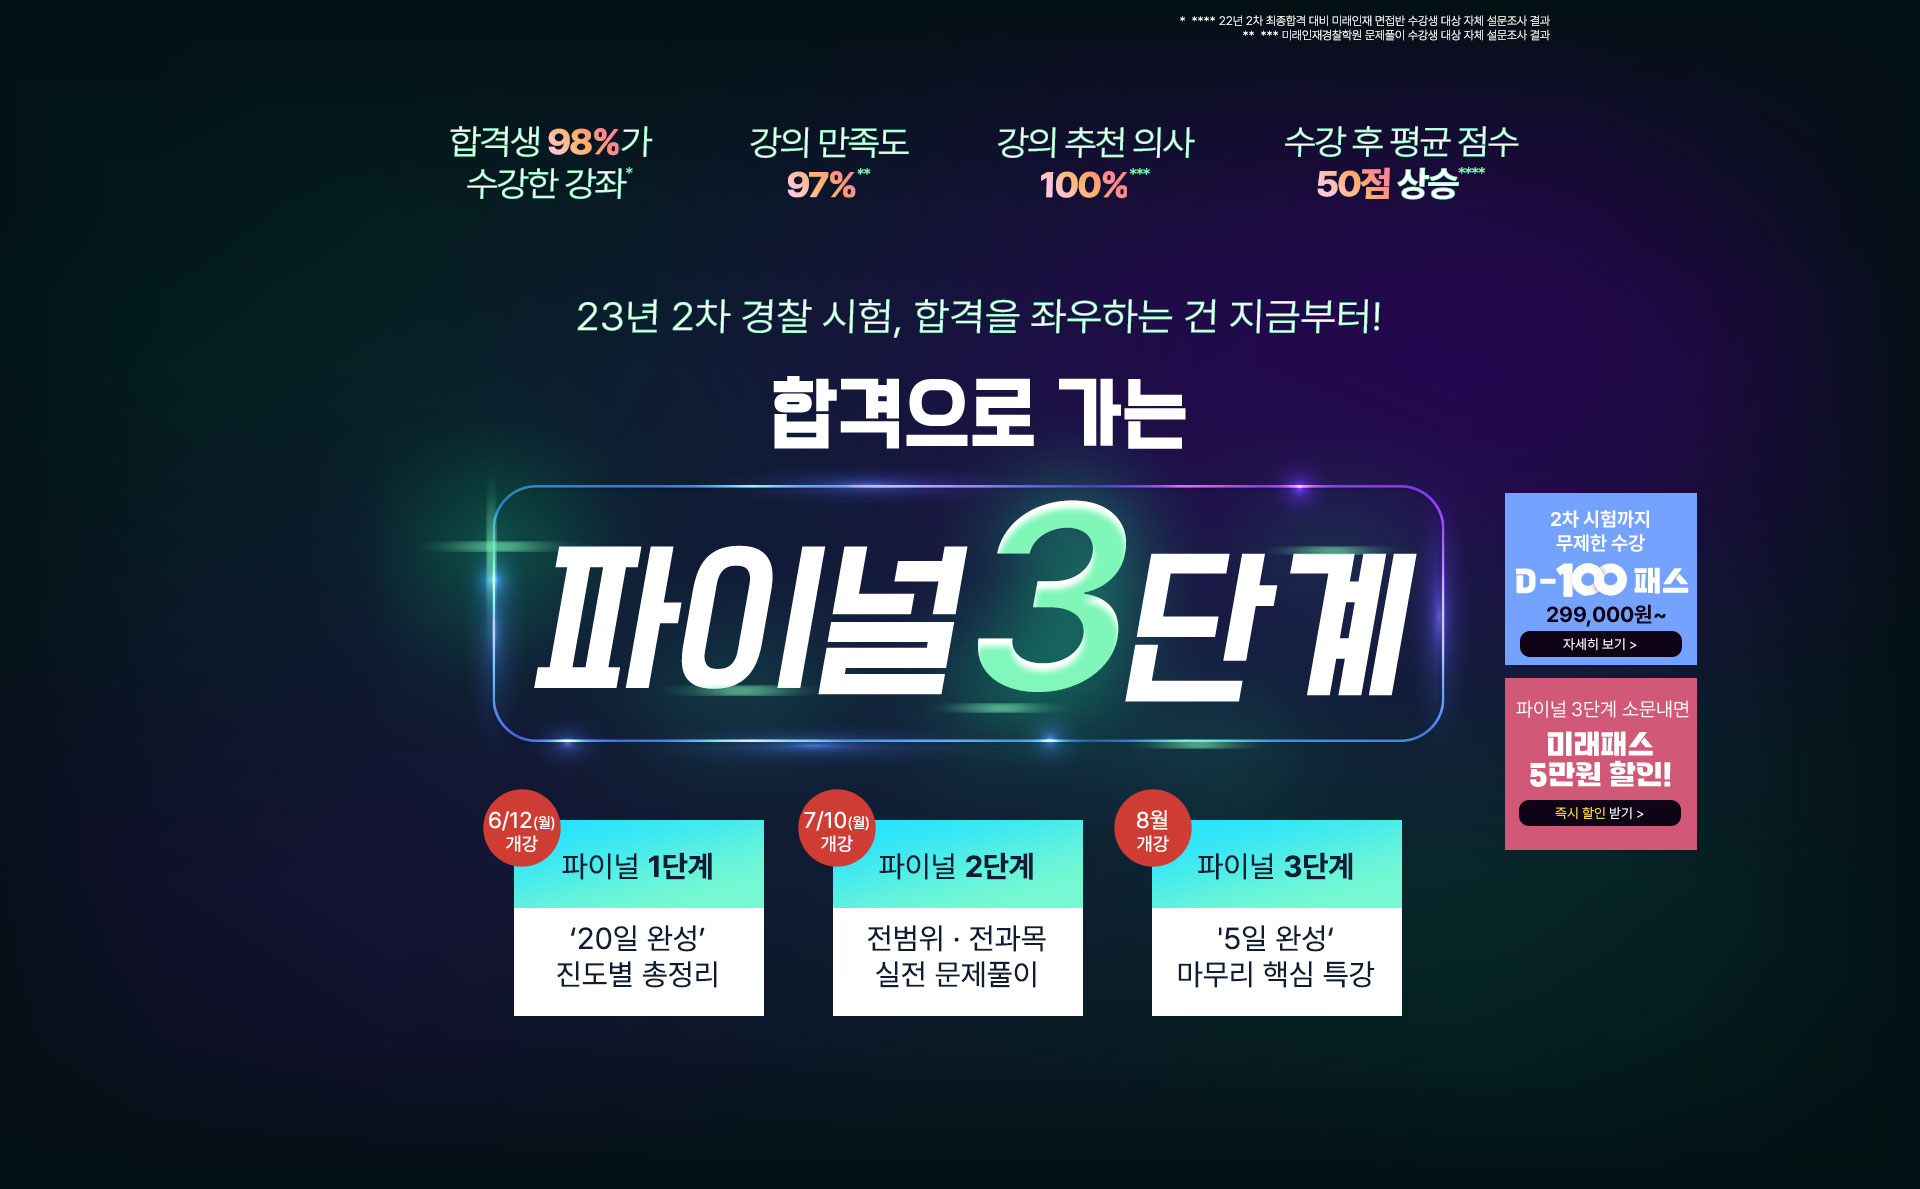 * **** 22년 2차 최종합격 대비 미래인재 면접반 수강생 대상 자체 설문조사 결과
** *** 미래인재경찰학원 문제풀이 수강생 대상 자체 설문조사 결과
합격생 98%가
수강한 강좌*
강의 만족도
97%**
강의 추천 의사
100%***
수강 후 평균 점수
50점 상승****
23년 2차 경찰 시험, 합격을 좌우하는 건 지금부터!
합격으로 가는
파이널 3단계
2차 시험까지
무제한 수강
D-100 패스
299,000원~
자세히 보기 >
파이널 3단계 소문내면
미래패스
5만원 할인!
즉시 할인 받기 >
6/12(월)
개강
파이널 1단계
‘20일 완성’
진도별 총정리
7/10(월)
개강
파이널 2단계
전범위 · 전과목
실전 문제풀이
8월
개강
파이널 3단계
'5일 완성‘
마무리 핵심 특강